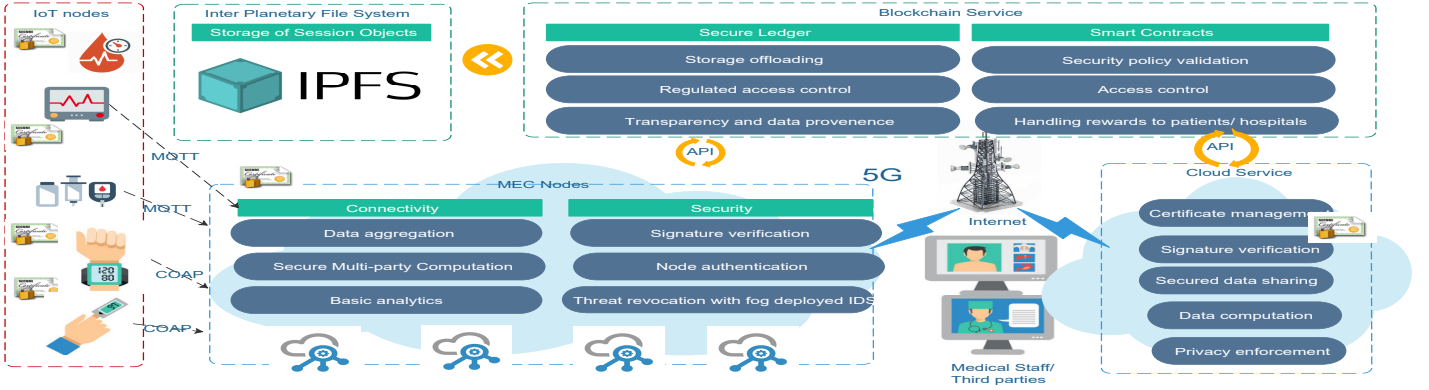 IoT nodes
Inter Planetary File System
Storage of Session Objects
IPFS
Blockchain Service
Secure Ledger
Storage offloading
Regulated access control
Transparency and data provenence
Smart Contracts
Security policy validation
Access control
Handling rewards to patients/ hospitals
MQTT
MQTT
COAP
COAP
120
80
API
API
MEC Nodes
Connectivity
Data aggregation
Secure Multi-party Computation
Basic analytics
Security
Signature verification
Node authentication
Threat revocation with fog deployed IDS
5G
Internet
Medical Staff/
Third parties
Cloud Service
Certificate managem
Signature verification
Secured data sharing
Data computation
Privacy enforcement